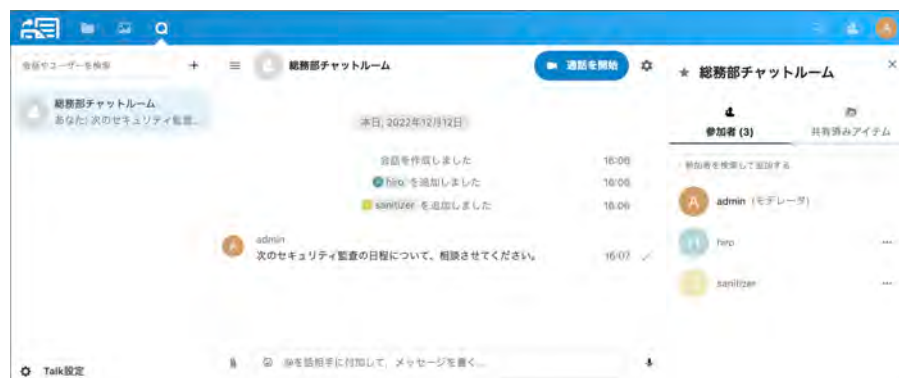 会話やユーザーを検索
総務部チャットルーム
あなた: 次のセキュリティ監査...
Talk設定
総務部チャットルーム
通話を開始
本日, 2022年12月12日
会話を作成しました 16:06
hiro を追加しました 16:06
sanitizer を追加しました 16:06
A
admin
次のセキュリティ監査の日程について、相談させてください。 16:07
@を話相手に付加して、メッセージを書く...
A
総務部チャットルーム
参加者 (3)
共有済みアイテム
参加者を検索して追加する
A admin (モデレータ)
hiro
sanitizer